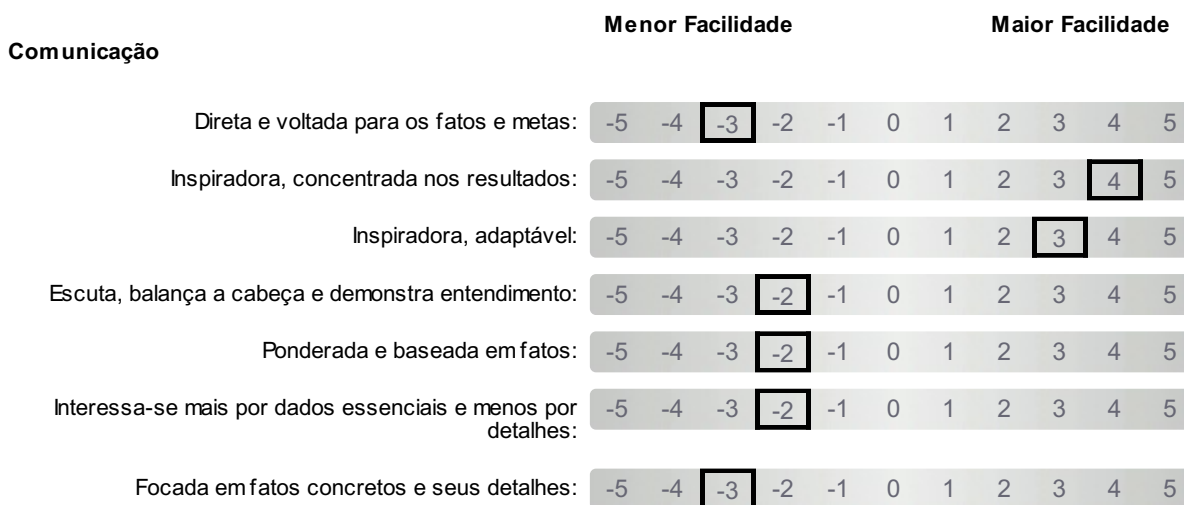 Menor Facilidade Maior Facilidade
Comunicação
Direta e voltada para os fatos e metas: -5 -4 -3 -2 -1 0 1 2 3 4 5
Inspiradora, concentrada nos resultados: -5 -4 -3 -2 -1 0 1 2 3 4 5
Inspiradora, adaptável: -5 -4 -3 -2 -1 0 1 2 3 4 5
Escuta, balança a cabeça e demonstra entendimento: -5 -4 -3 -2 -1 0 1 2 3 4 5
Ponderada e baseada em fatos: -5 -4 -3 -2 -1 0 1 2 3 4 5
Interessa-se mais por dados essenciais e menos por -5 -4 -3 -2 -1 0 1 2 3 4 5
detalhes:
Focada em fatos concretos e seus detalhes: -5 -4 -3 -2 -1 0 1 2 3 4 5